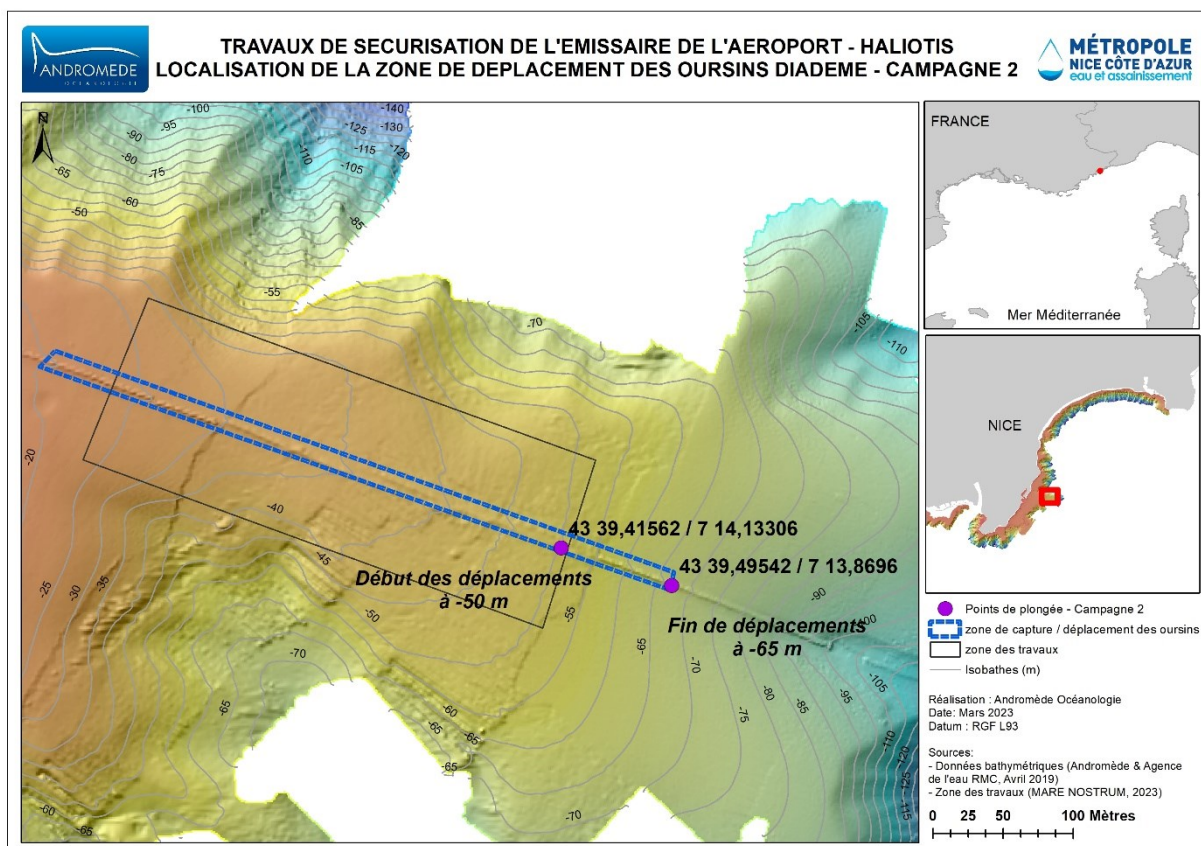 ANDROMEDE
OCEANOLOGIE
TRAVAUX DE SECURISATION DE L'EMISSAIRE DE L'AEROPORT - HALIOTIS
LOCALISATION DE LA ZONE DE DEPLACEMENT DES OURSINS DIADEME - CAMPAGNE 2
MÉTROPOLE
NICE CÔTE D'AZUR
eau et assainissement
N
-100
-95
-90
-80
-75
-65
-60
-50
-140
-130
-125
-120
-115
-110
-105
-85
-55
-70
-105
-110
-20
-40
-45
-25
-30
-35
-50
-55
43 39,41562 / 7 14,13306
43 39,49542 / 7 13,8696
Début des déplacements
à -50 m
Fin de déplacements
à -65 m
-90
-100
-65
-70
-75
-80
-85
-95
-105
-70
-65
-60
-65
-65
-60
-65
-70
-120
-125
-115
FRANCE
Mer Méditerranée
NICE
Points de plongée - Campagne 2
zone de capture / déplacement des oursins
zone des travaux
Isobathes (m)
Réalisation : Andromède Océanologie
Date: Mars 2023
Datum : RGF L93
Sources:
- Données bathymétriques (Andromède & Agence
de l'eau RMC, Avril 2019)
- Zone des travaux (MARE NOSTRUM, 2023)
0 25 50 100 Mètres